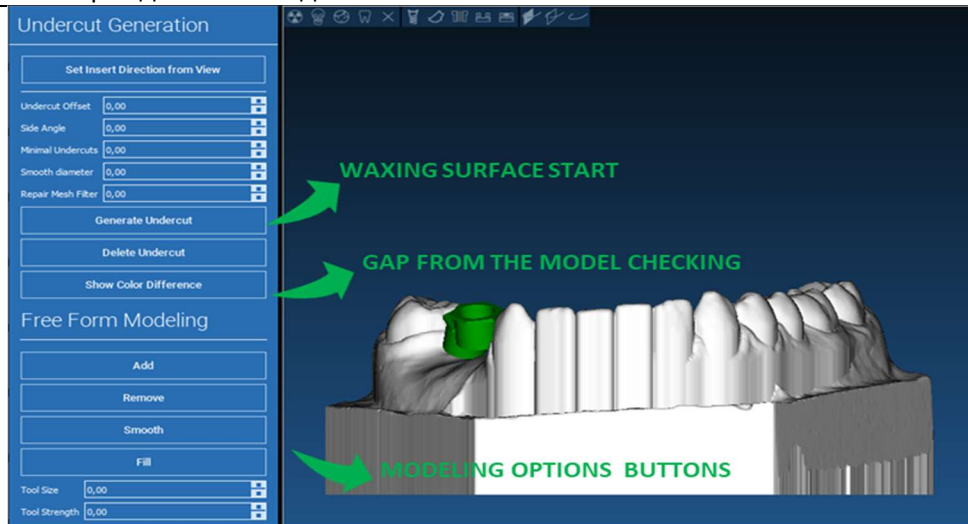 Undercut Generation
Set Insert Direction from View
Undercut Offset 0,00
Side Angle 0,00
Minimal Undercuts 0,00
Smooth diameter 0,00
Repair Mesh Filter 0,00
Generate Undercut
Delete Undercut
Show Color Difference
Free Form Modeling
Add
Remove
Smooth
Fill
Tool Size 0,00
Tool Strength 0,00
WAXING SURFACE START
GAP FROM THE MODEL CHECKING
MODELING OPTIONS BUTTONS